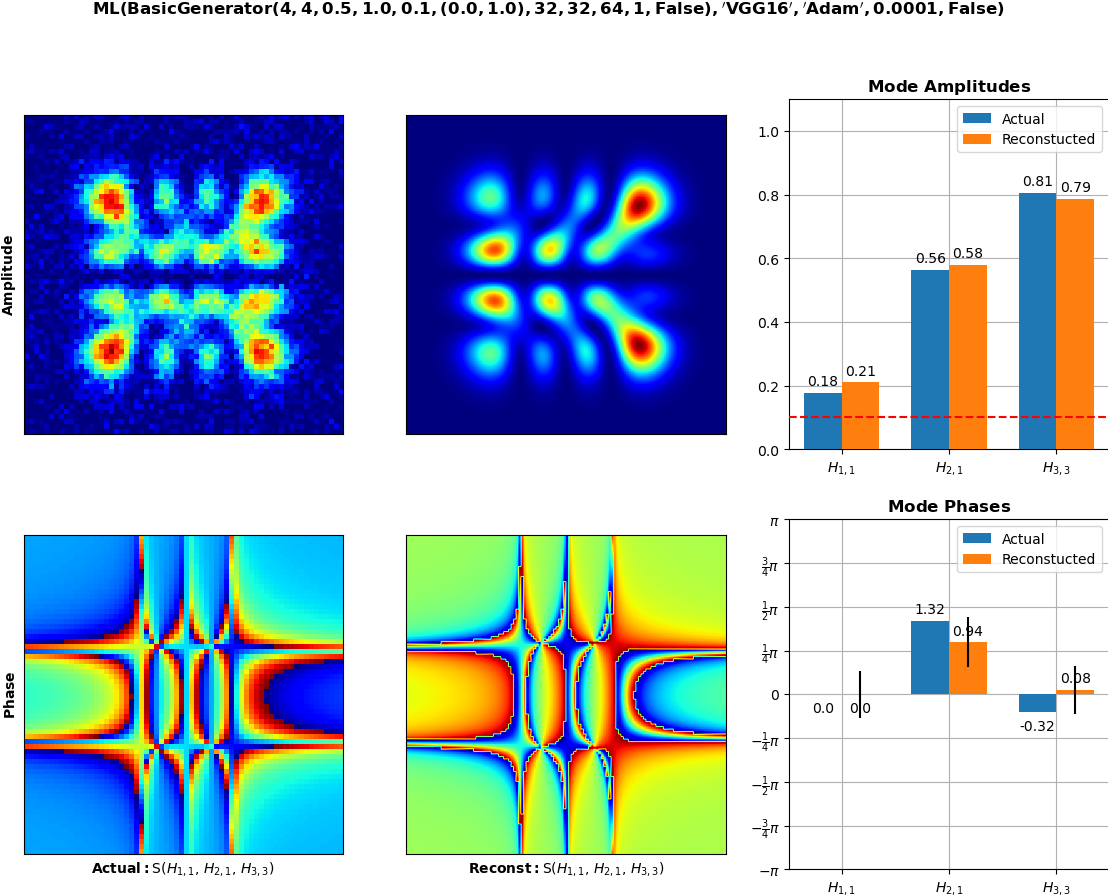 ML(BasicGenerator(4, 4, 0.5, 1.0, 0.1, (0.0, 1.0), 32, 32, 64, 1, False), ′VGG16′, ′Adam′, 0.0001, False)
Amplitude
Mode Amplitudes
Actual
Reconstucted
1.0
0.8
0.6
0.4
0.2
0.0
0.18
0.21
0.56
0.58
0.81
0.79
H1,1
H2,1
H3,3
Phase
Actual: S(H1,1, H2,1, H3,3)
Reconst: S(H1,1, H2,1, H3,3)
Mode Phases
Actual
Reconstucted
π
3/4π
1/2π
1/4π
0
−1/4π
−1/2π
−3/4π
−π
0.0
0.0
1.32
0.94
-0.32
0.08
H1,1
H2,1
H3,3